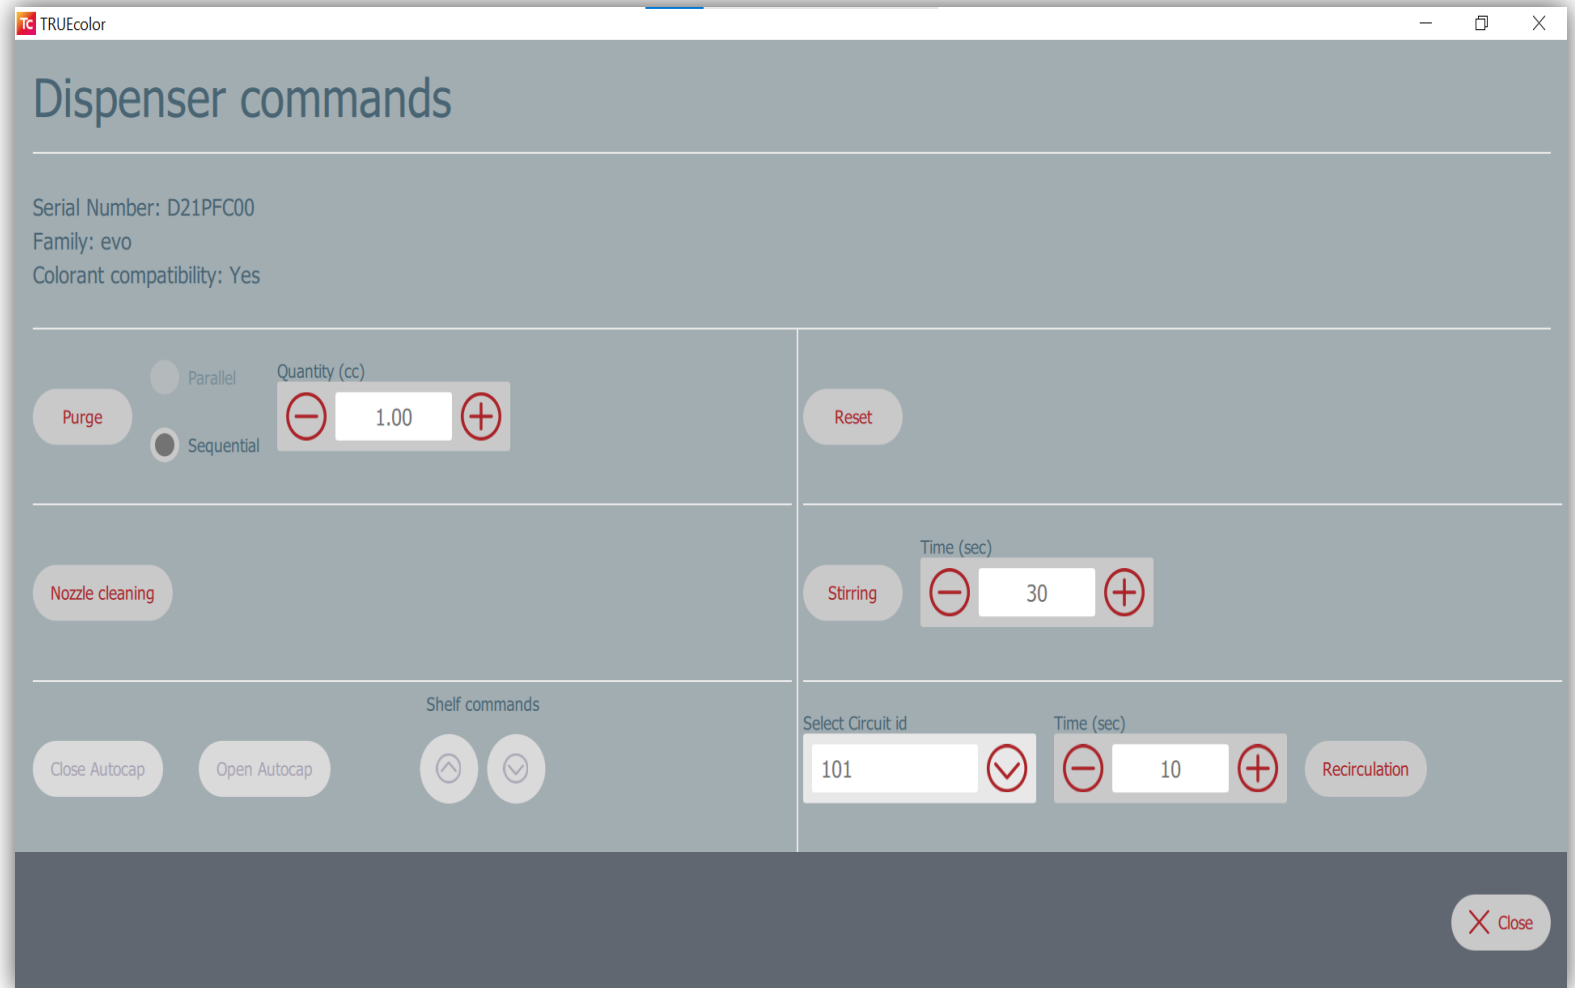 Tc TRUEcolor
Dispenser commands
Serial Number: D21PFC00
Family: evo
Colorant compatibility: Yes
Purge
Parallel
Sequential
Quantity (cc)
1.00
Reset
Nozzle cleaning
Stirring
Time (sec)
30
Close Autocap
Open Autocap
Shelf commands
Select Circuit id
101
Time (sec)
10
Recirculation
Close